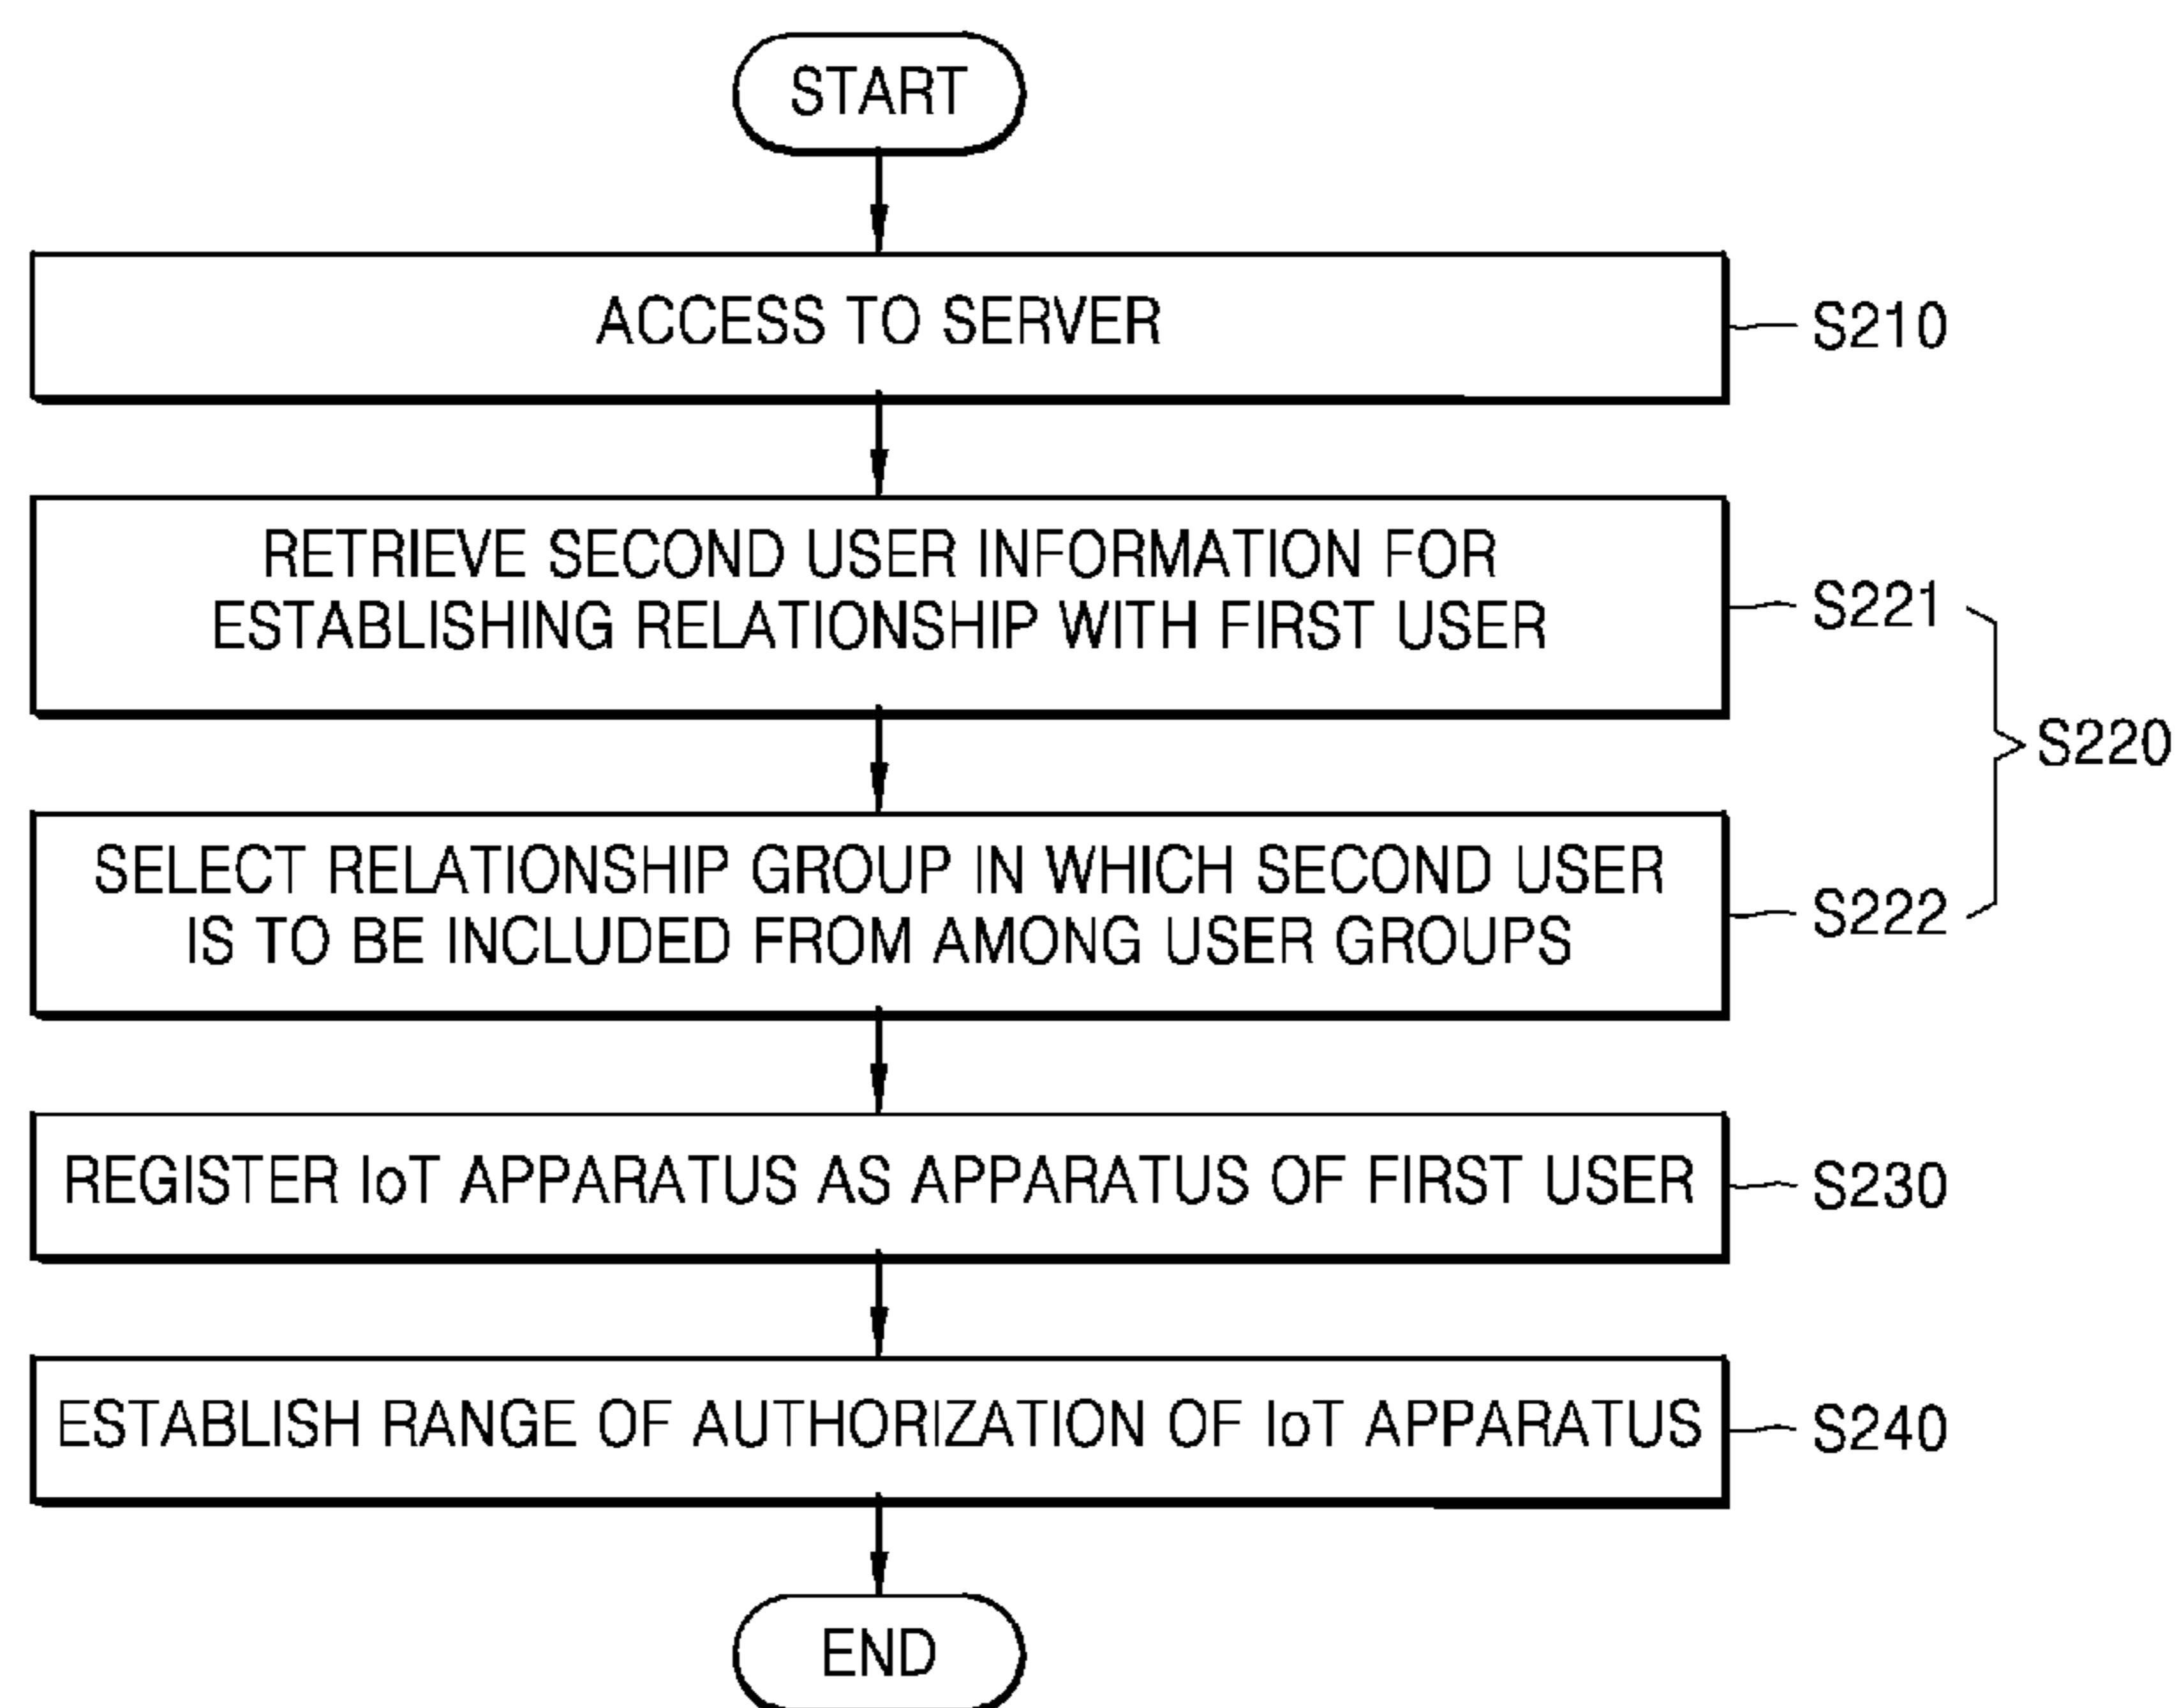 START
ACCESS TO SERVER
S210
RETRIEVE SECOND USER INFORMATION FOR
ESTABLISHING RELATIONSHIP WITH FIRST USER
S221
S220
SELECT RELATIONSHIP GROUP IN WHICH SECOND USER
IS TO BE INCLUDED FROM AMONG USER GROUPS
S222
REGISTER IoT APPARATUS AS APPARATUS OF FIRST USER
S230
ESTABLISH RANGE OF AUTHORIZATION OF IoT APPARATUS
S240
END